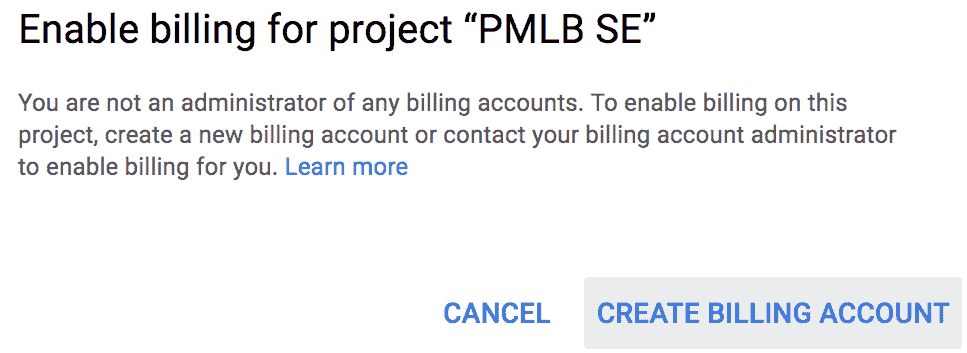 Enable billing for project “PMLB SE”
You are not an administrator of any billing accounts. To enable billing on this
project, create a new billing account or contact your billing account administrator
to enable billing for you. Learn more
CANCEL
CREATE BILLING ACCOUNT